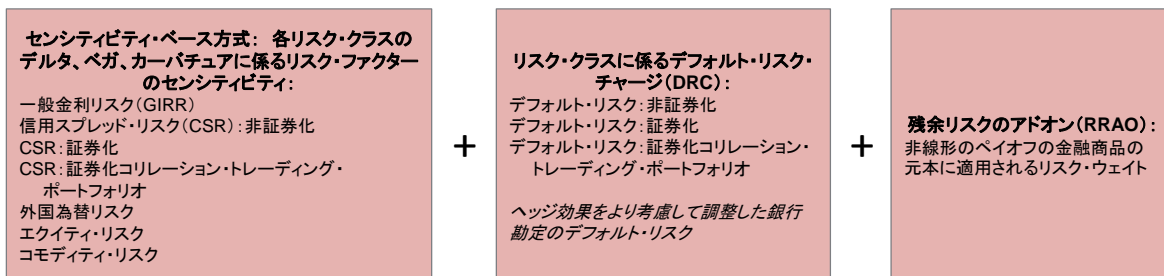 センシティビティ・ベース方式： 各リスク・クラスの
デルタ、ベガ、カーバチュアに係るリスク・ファクター
のセンシティビティ：
一般金利リスク（GIRR）
信用スプレッド・リスク（CSR）：非証券化
CSR：証券化
CSR：証券化コリレーション・トレーディング・
ポートフォリオ
外国為替リスク
エクイティ・リスク
コモディティ・リスク
+
リスク・クラスに係るデフォルト・リスク・
チャージ（DRC）：
デフォルト・リスク：非証券化
デフォルト・リスク：証券化
デフォルト・リスク：証券化コリレーション・
トレーディング・ポートフォリオ
ヘッジ効果をより考慮して調整した銀行
勘定のデフォルト・リスク
+
残余リスクのアドオン（RRAO）：
非線形のペイオフの金融商品の
元本に適用されるリスク・ウェイト